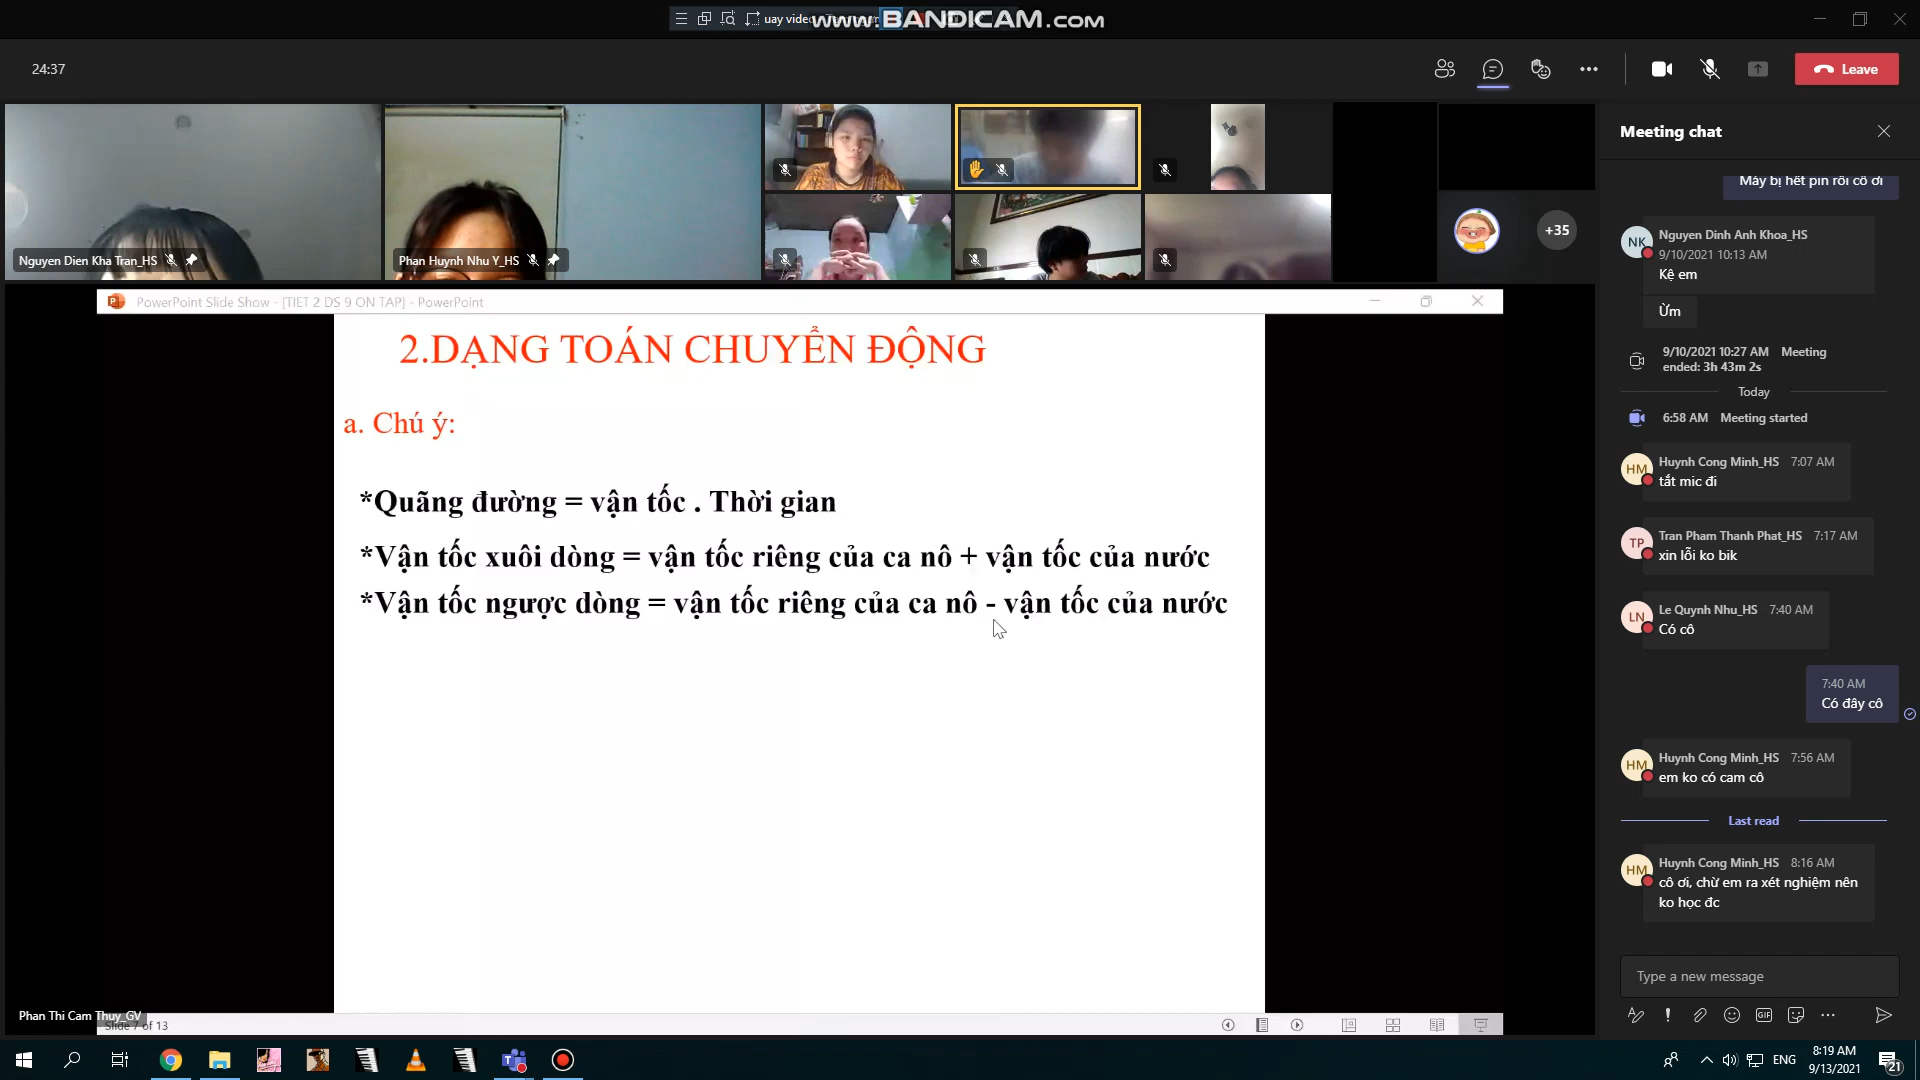 uay video
www.BANDICAM.com
24:37
Leave
Nguyen Dien Kha Tran_HS
Phan Huynh Nhu Y_HS
+35
PowerPoint Slide Show - [TIET 2 DS 9 ON TAP] - PowerPoint
2.DẠNG TOÁN CHUYỂN ĐỘNG
a. Chú ý:
*Quãng đường = vận tốc . Thời gian
*Vận tốc xuôi dòng = vận tốc riêng của ca nô + vận tốc của nước
*Vận tốc ngược dòng = vận tốc riêng của ca nô - vận tốc của nước
Phan Thi Cam Thuy_GV
Slide 7 of 13
Meeting chat
Máy bị hết pin rồi cô ơi
NK
Nguyen Dinh Anh Khoa_HS
9/10/2021 10:13 AM
Kệ em
Ừm
9/10/2021 10:27 AM Meeting
ended: 3h 43m 2s
Today
6:58 AM Meeting started
HM
Huynh Cong Minh_HS 7:07 AM
tắt mic đi
TP
Tran Pham Thanh Phat_HS 7:17 AM
xin lỗi ko bik
LN
Le Quynh Nhu_HS 7:40 AM
Có cô
7:40 AM
Có đây cô
HM
Huynh Cong Minh_HS 7:56 AM
em ko có cam cô
Last read
HM
Huynh Cong Minh_HS 8:16 AM
cô ơi, chừ em ra xét nghiệm nên
ko học đc
Type a new message
GIF
ENG
8:19 AM
9/13/2021
21